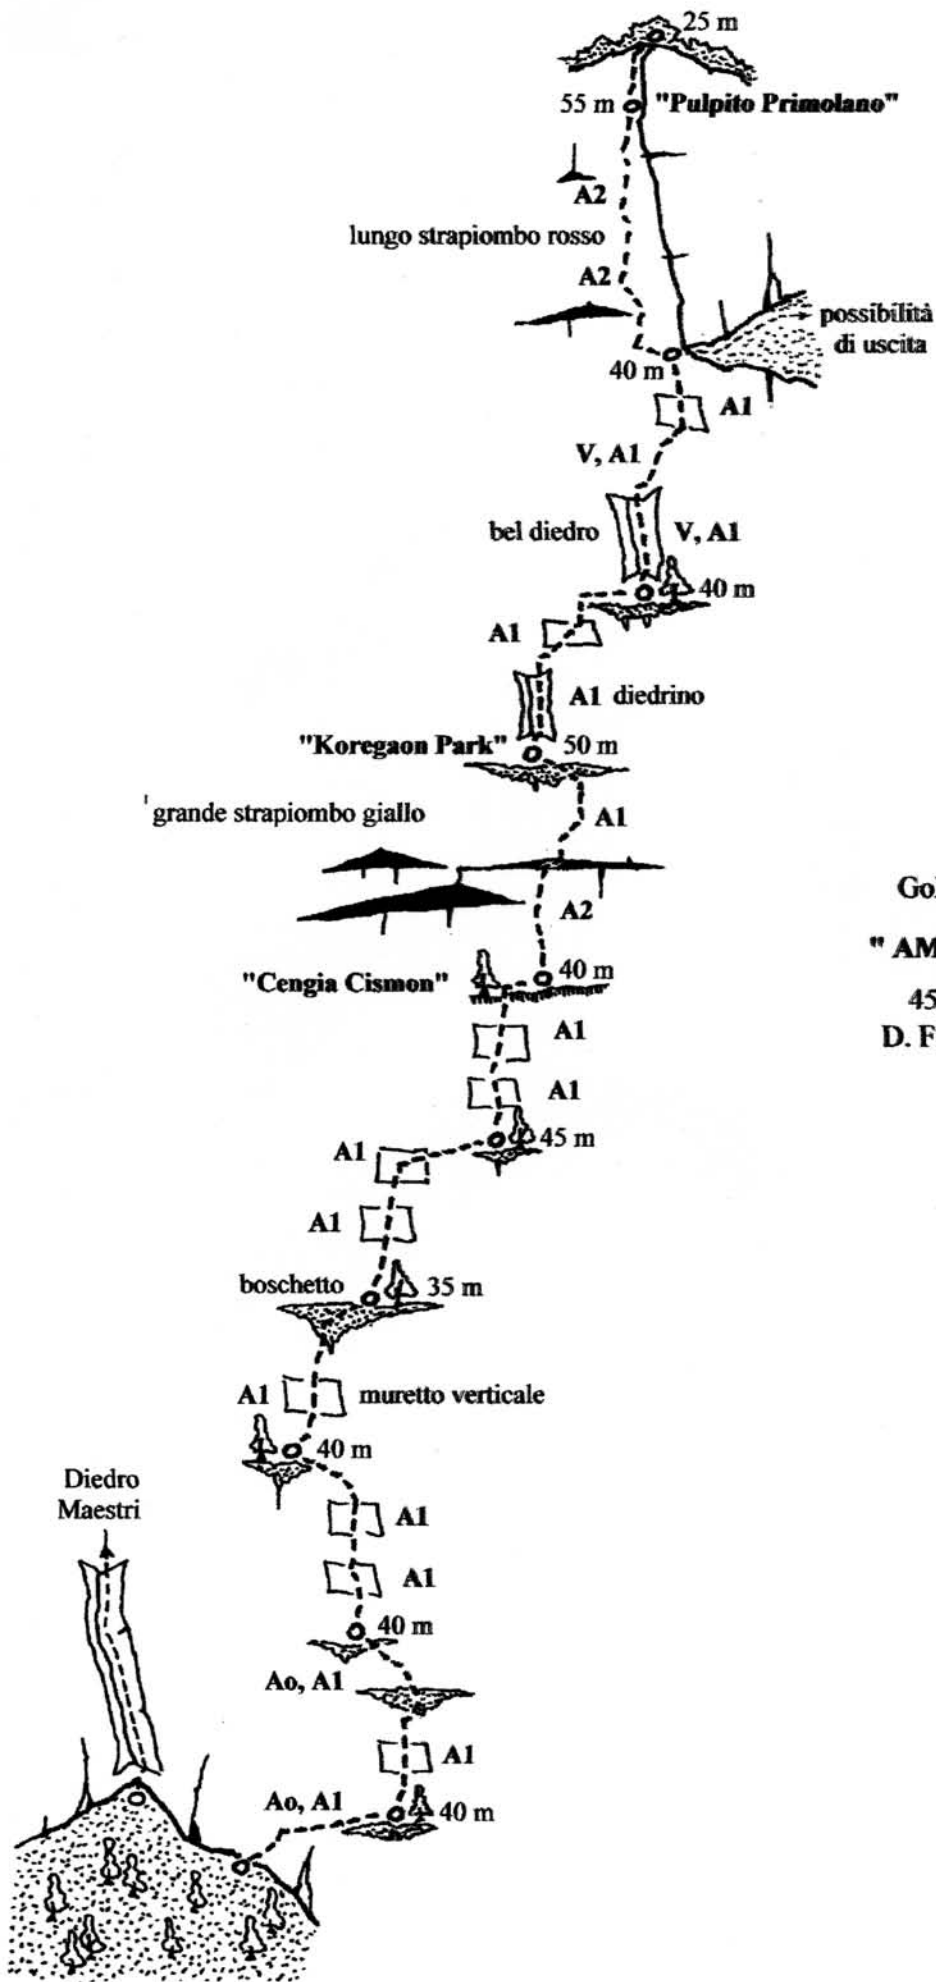 25 m
55 m "Pulpito Primolano"
A2
lungo strapiombo rosso
A2
possibilità
di uscita
40 m
A1
V, A1
bel diedro
V, A1
40 m
A1
A1 diedrino
"Koregaon Park"
50 m
grande strapiombo giallo
A1
A2
"Cengia Cismon"
40 m
A1
A1
45 m
A1
A1
boschetto
35 m
A1
muretto verticale
40 m
Diedro
Maestri
A1
A1
40 m
Ao, A1
A1
Ao, A1
40 m
" AM
45
D. F